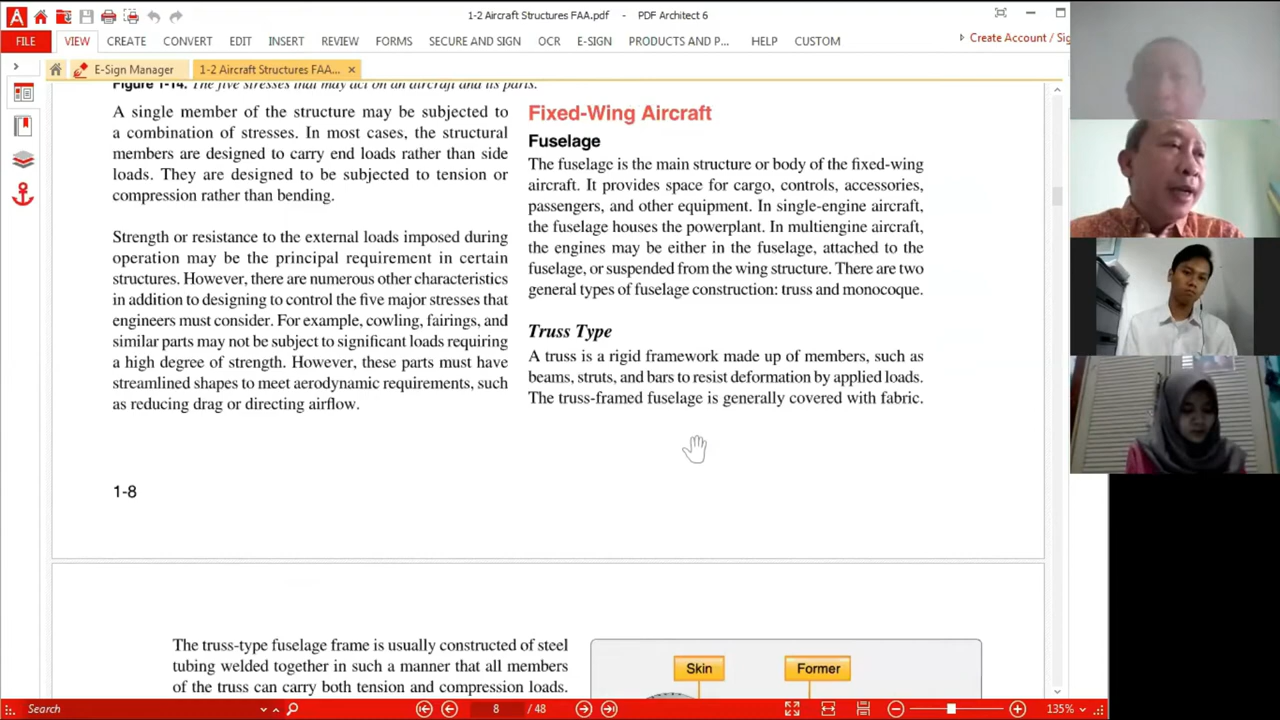 1-2 Aircraft Structures FAA.pdf - PDF Architect 6
FILE VIEW CREATE CONVERT EDIT INSERT REVIEW FORMS SECURE AND SIGN OCR E-SIGN PRODUCTS AND P... HELP CUSTOM Create Account / Sig
E-Sign Manager 1-2 Aircraft Structures FAA... ×
Figure 1-14. The five stresses that may act on an aircraft and its parts.
A single member of the structure may be subjected to
a combination of stresses. In most cases, the structural
members are designed to carry end loads rather than side
loads. They are designed to be subjected to tension or
compression rather than bending.
Strength or resistance to the external loads imposed during
operation may be the principal requirement in certain
structures. However, there are numerous other characteristics
in addition to designing to control the five major stresses that
engineers must consider. For example, cowling, fairings, and
similar parts may not be subject to significant loads requiring
a high degree of strength. However, these parts must have
streamlined shapes to meet aerodynamic requirements, such
as reducing drag or directing airflow.
Fixed-Wing Aircraft
Fuselage
The fuselage is the main structure or body of the fixed-wing
aircraft. It provides space for cargo, controls, accessories,
passengers, and other equipment. In single-engine aircraft,
the fuselage houses the powerplant. In multiengine aircraft,
the engines may be either in the fuselage, attached to the
fuselage, or suspended from the wing structure. There are two
general types of fuselage construction: truss and monocoque.
Truss Type
A truss is a rigid framework made up of members, such as
beams, struts, and bars to resist deformation by applied loads.
The truss-framed fuselage is generally covered with fabric.
1-8
The truss-type fuselage frame is usually constructed of steel
tubing welded together in such a manner that all members
of the truss can carry both tension and compression loads.
Skin
Former
Search 8 / 48 135%